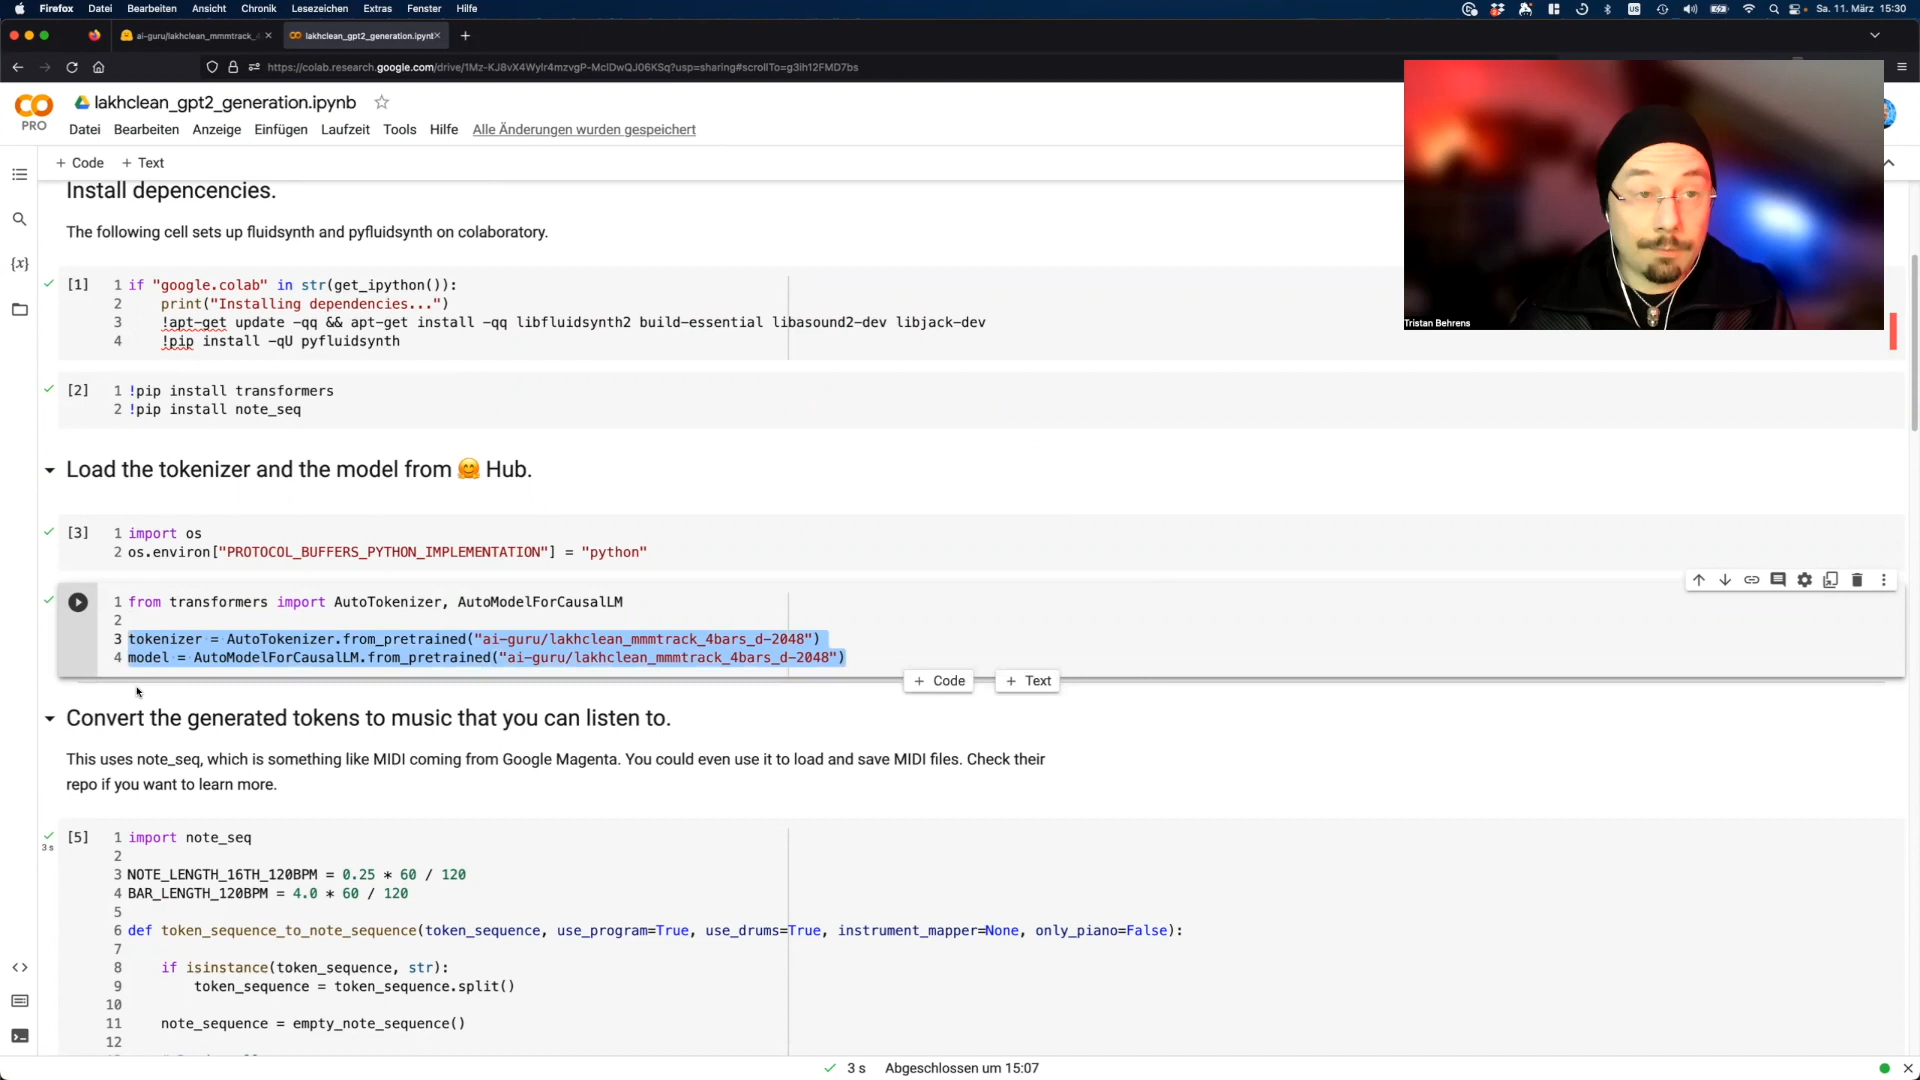 Firefox Datei Bearbeiten Ansicht Chronik Lesezeichen Extras Fenster Hilfe
US
Sa. 11. März 15:30
ai-guru/lakhclean_mmmtrack_4
lakhclean_gpt2_generation.ipynb
https://colab.research.google.com/drive/1Mz-KJ8vX4Wylr4mzvgP-MclDwQJ06KSq?usp=sharing#scrollTo=g3ih12FMD7bs
PRO
lakhclean_gpt2_generation.ipynb
Datei Bearbeiten Anzeige Einfügen Laufzeit Tools Hilfe Alle Änderungen wurden gespeichert
+ Code + Text
Install depencencies.
The following cell sets up fluidsynth and pyfluidsynth on colaboratory.
[1] 1 if "google.colab" in str(get_ipython()):
2 print("Installing dependencies...")
3 !apt-get update -qq && apt-get install -qq libfluidsynth2 build-essential libasound2-dev libjack-dev
4 !pip install -qU pyfluidsynth
Tristan Behrens
[2] 1 !pip install transformers
2 !pip install note_seq
Load the tokenizer and the model from 🤗 Hub.
[3] 1 import os
2 os.environ["PROTOCOL_BUFFERS_PYTHON_IMPLEMENTATION"] = "python"
1 from transformers import AutoTokenizer, AutoModelForCausalLM
2
3 tokenizer = AutoTokenizer.from_pretrained("ai-guru/lakhclean_mmmtrack_4bars_d-2048")
4 model = AutoModelForCausalLM.from_pretrained("ai-guru/lakhclean_mmmtrack_4bars_d-2048")
+ Code + Text
Convert the generated tokens to music that you can listen to.
This uses note_seq, which is something like MIDI coming from Google Magenta. You could even use it to load and save MIDI files. Check their
repo if you want to learn more.
[5] 1 import note_seq
3 s
2
3 NOTE_LENGTH_16TH_120BPM = 0.25 * 60 / 120
4 BAR_LENGTH_120BPM = 4.0 * 60 / 120
5
6 def token_sequence_to_note_sequence(token_sequence, use_program=True, use_drums=True, instrument_mapper=None, only_piano=False):
7
8 if isinstance(token_sequence, str):
9 token_sequence = token_sequence.split()
10
11 note_sequence = empty_note_sequence()
12
3 s Abgeschlossen um 15:07